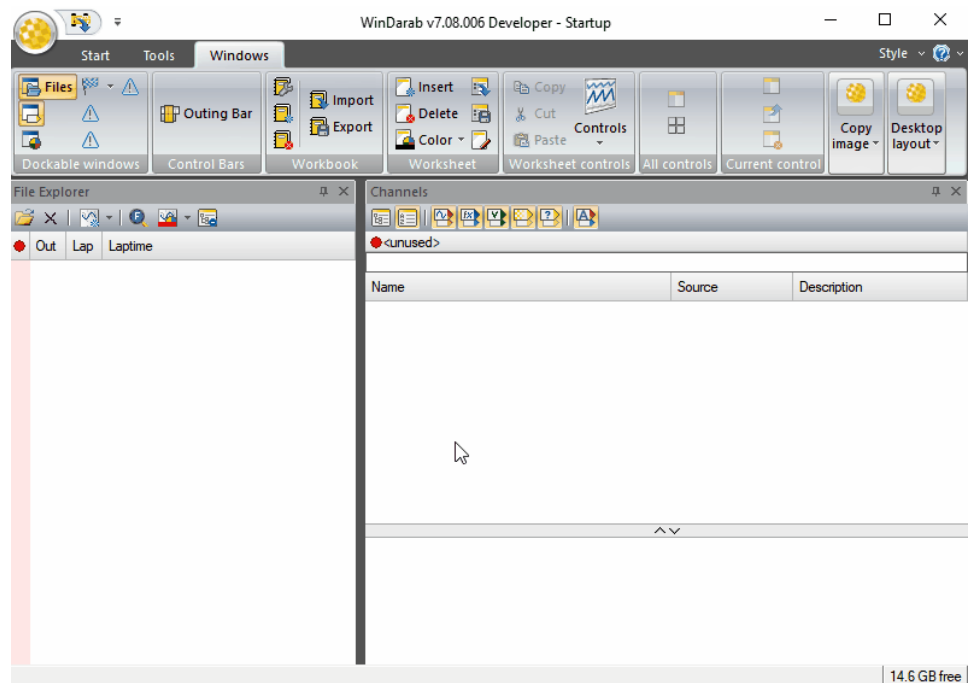 WinDarab v7.08.006 Developer - Startup
Start Tools Windows Style
Files Outing Bar Import Insert Copy Controls Copy image Desktop layout
Export Delete Cut
Color Paste
Dockable windows Control Bars Workbook Worksheet Worksheet controls All controls Current control
File Explorer Channels
Out Lap Laptime <unused>
Name Source Description
14.6 GB free